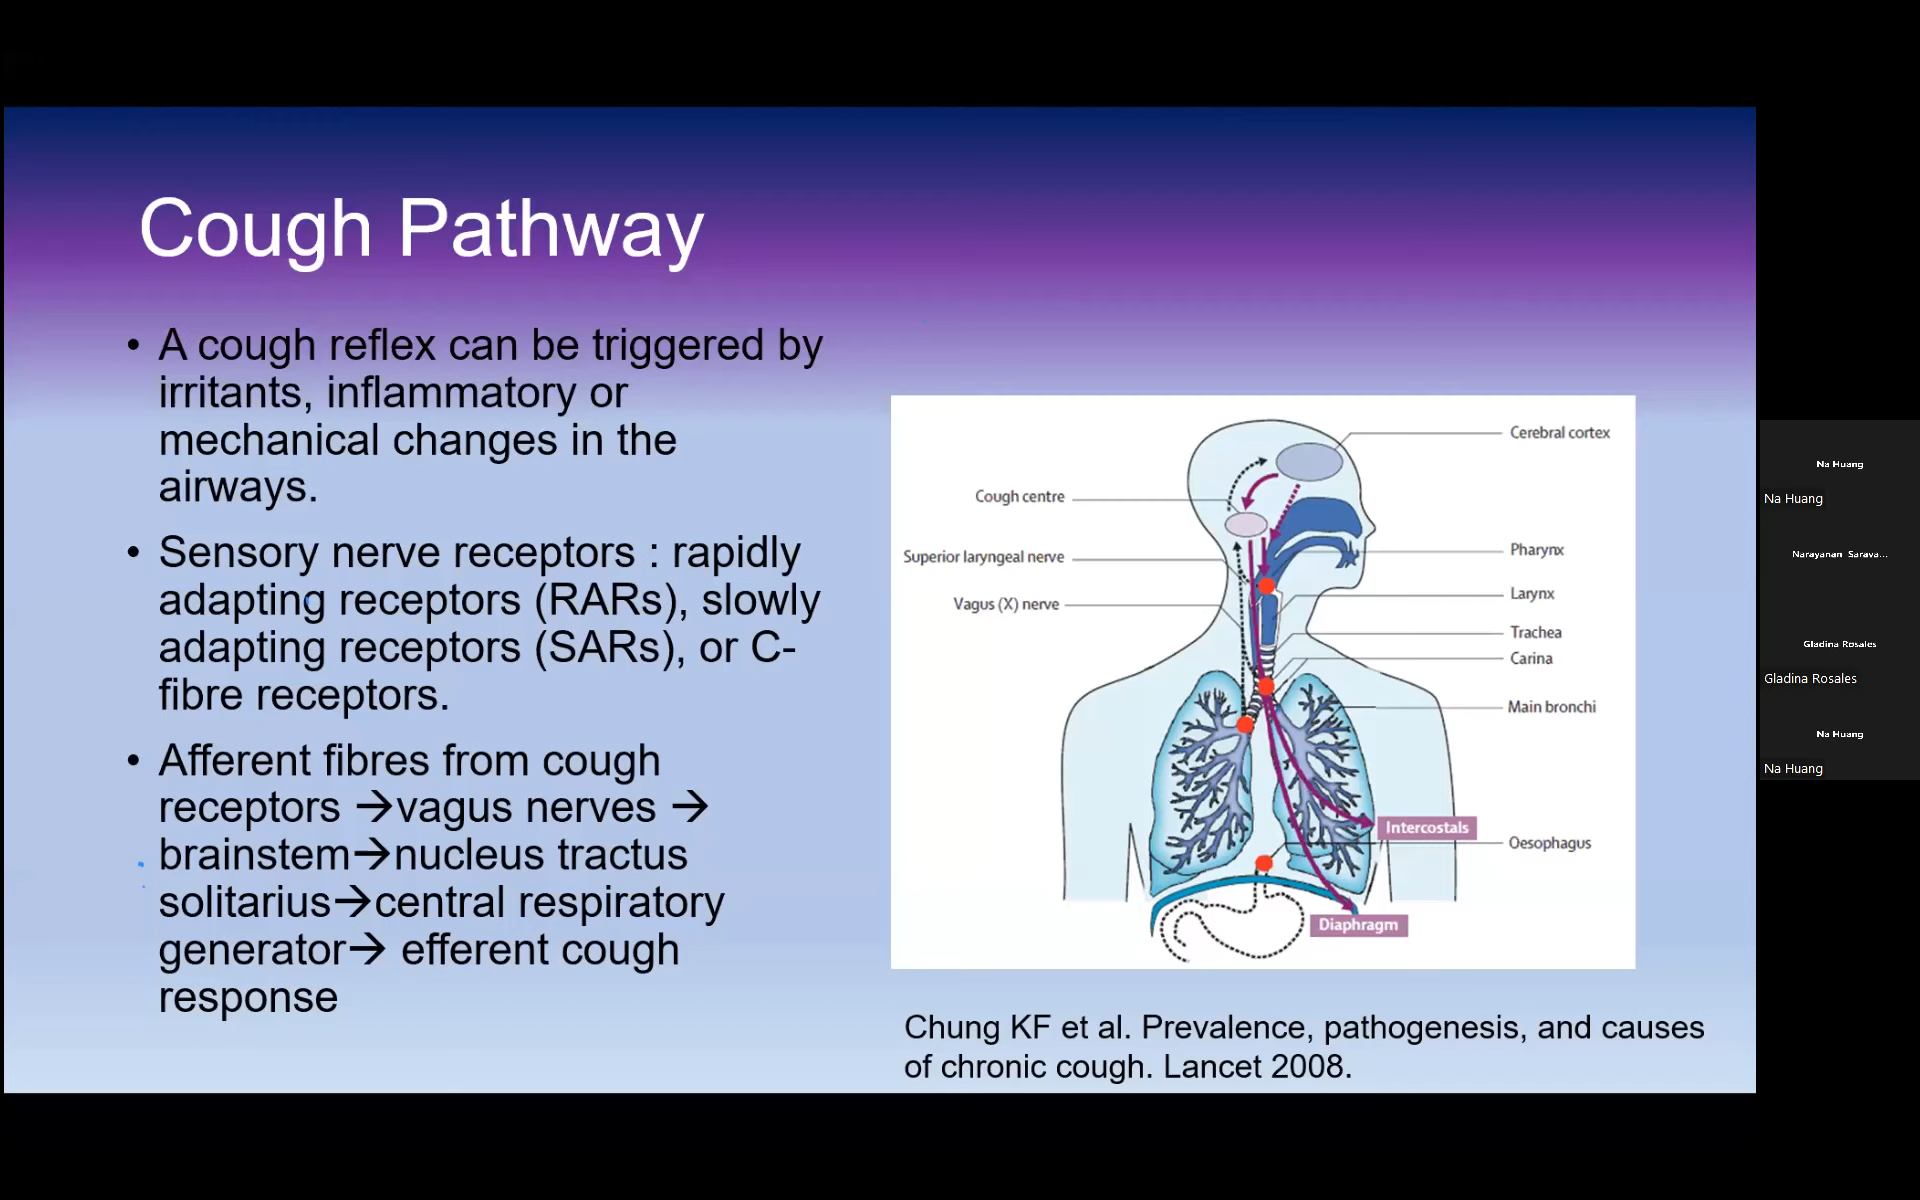 Cough Pathway
• A cough reflex can be triggered by
irritants, inflammatory or
mechanical changes in the
airways.
• Sensory nerve receptors : rapidly
adapting receptors (RARs), slowly
adapting receptors (SARs), or C-
fibre receptors.
• Afferent fibres from cough
receptors →vagus nerves →
brainstem→nucleus tractus
solitarius→central respiratory
generator→ efferent cough
response
Cerebral cortex
Cough centre
Superior laryngeal nerve
Pharynx
Vagus (X) nerve
Larynx
Trachea
Carina
Main bronchi
Intercostals
Oesophagus
Diaphragm
Chung KF et al. Prevalence, pathogenesis, and causes
of chronic cough. Lancet 2008.
Na Huang
Na Huang
Narayanan Sarava...
Gladina Rosales
Gladina Rosales
Na Huang
Na Huang